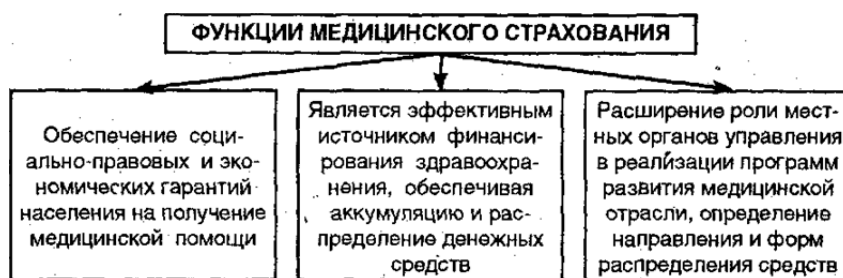 ФУНКЦИИ МЕДИЦИНСКОГО СТРАХОВАНИЯ
Обеспечение соци-
ально-правовых и эко-
номических гарантий
населения на получение
медицинской помощи
Является эффективным
источником финанси-
рования здравоохра-
нения, обеспечивая
аккумуляцию и рас-
пределение денежных
средств
Расширение роли мест-
ных органов управления
в реализации программ
развития медицинской
отрасли, определение
направления и форм
распределения средств